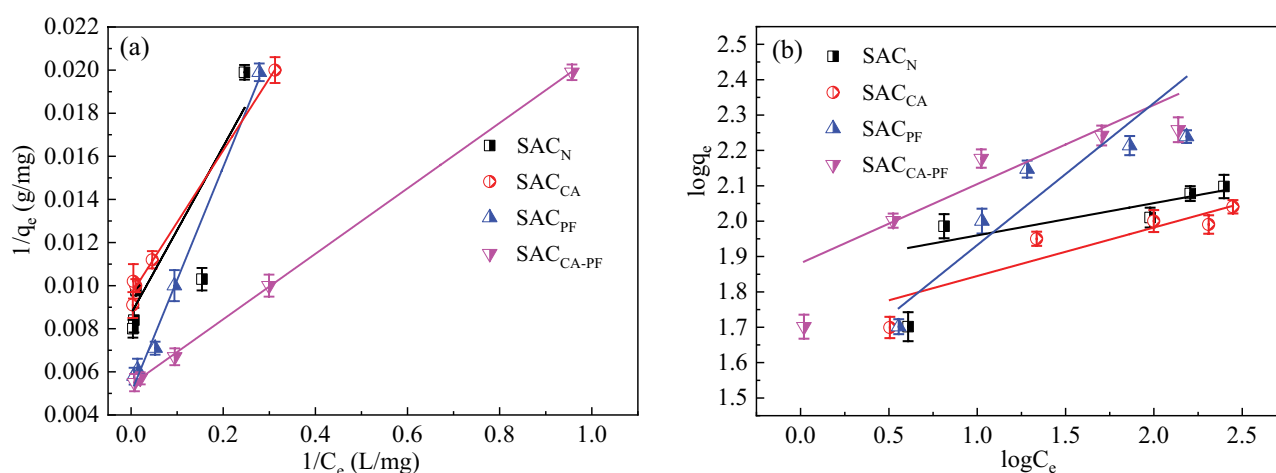 (a)
0.022
0.020
0.018
0.016
0.014
0.012
0.010
0.008
0.006
0.004
1/qe (g/mg)
SACN
SACCA
SACPF
SACCA-PF
0.0
0.2
0.4
0.6
0.8
1.0
1/Ce (L/mg)
(b)
2.5
2.4
2.3
2.2
2.1
2.0
1.9
1.8
1.7
1.6
1.5
logqe
SACN
SACCA
SACPF
SACCA-PF
0.0
0.5
1.0
1.5
2.0
2.5
logCe